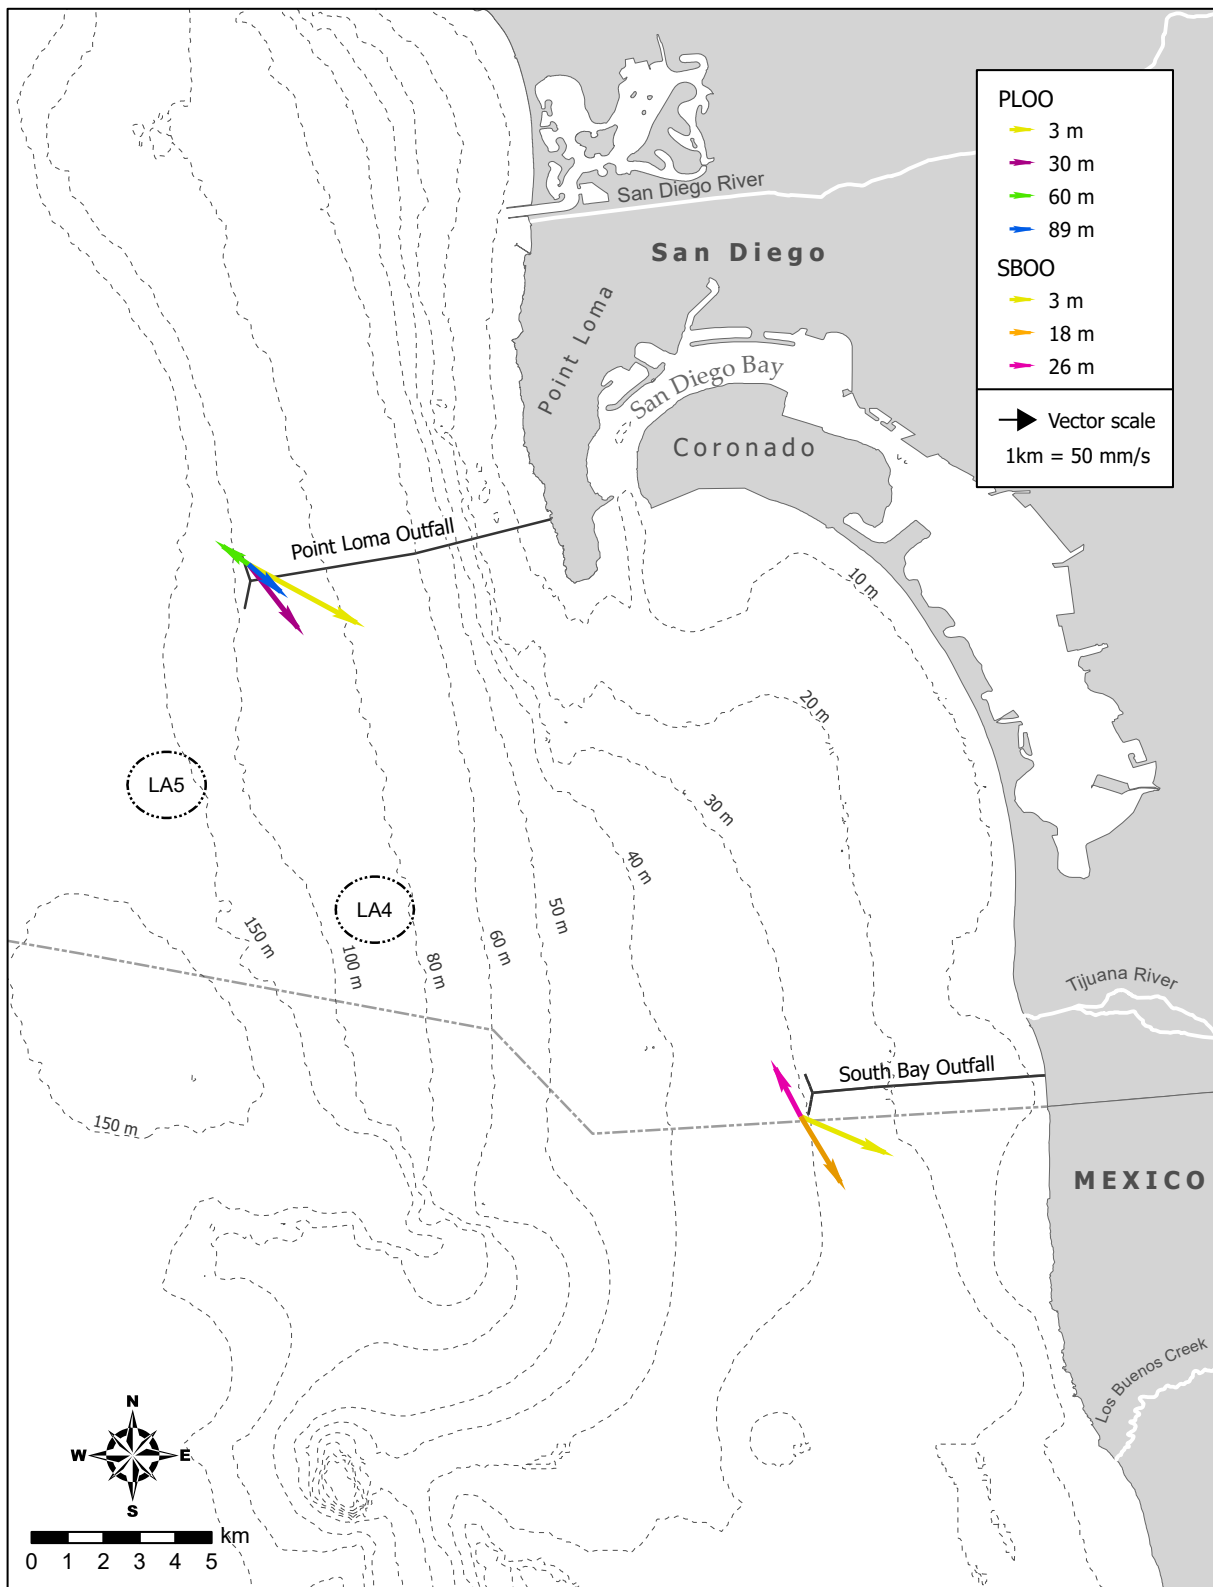 PLOO
3 m
30 m
60 m
89 m
SBOO
3 m
18 m
26 m
Vector scale
1km = 50 mm/s
San Diego River
San Diego
Point Loma
San Diego Bay
Coronado
Point Loma Outfall
10 m
20 m
LA5
30 m
40 m
LA4
50 m
60 m
150 m
100 m
80 m
Tijuana River
South Bay Outfall
150 m
MEXICO
Los Buenos Creek
N
W E
S
km
0 1 2 3 4 5